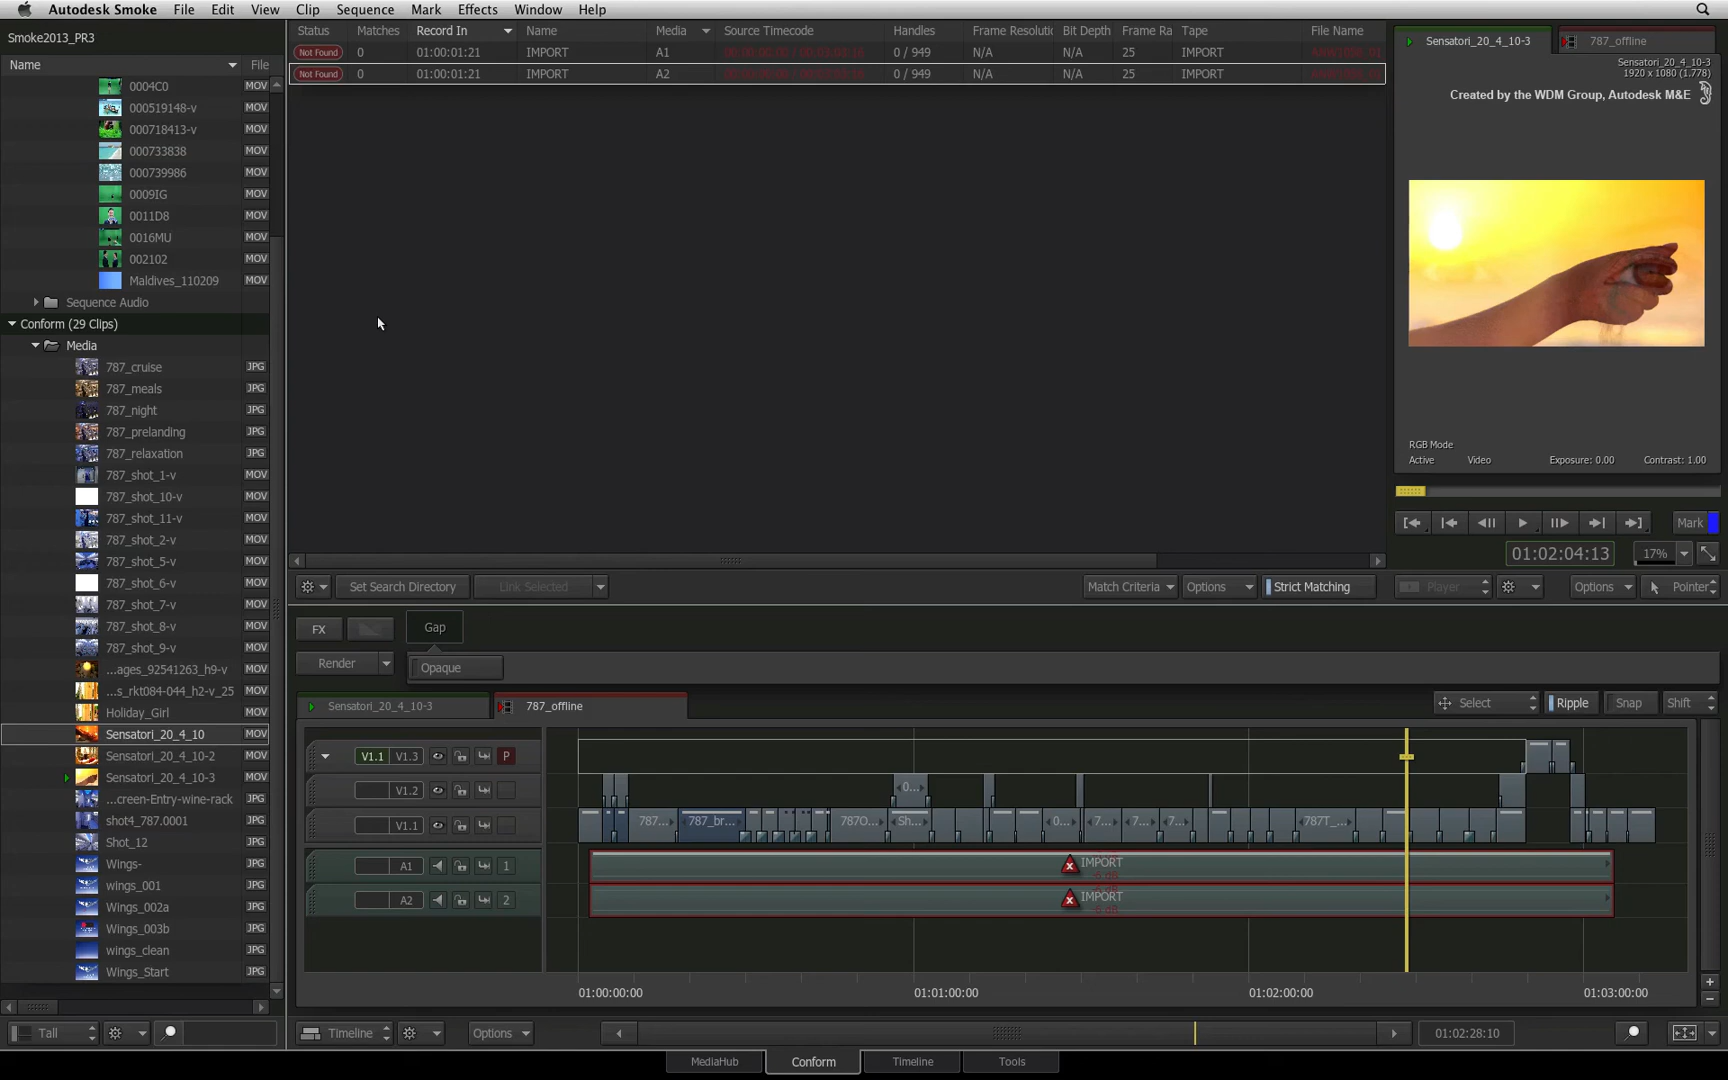 Autodesk Smoke File Edit View Clip Sequence Mark Effects Window Help
Smoke2013_PR3
Name File
0004C0 MOV
000519148-v MOV
000718413-v MOV
000733838 MOV
000739986 MOV
0009IG MOV
0011D8 MOV
0016MU MOV
002102 MOV
Maldives_110209 MOV
Sequence Audio
Conform (29 Clips)
Media
787_cruise JPG
787_meals JPG
787_night JPG
787_prelanding JPG
787_relaxation JPG
787_shot_1-v MOV
787_shot_10-v MOV
787_shot_11-v MOV
787_shot_2-v MOV
787_shot_5-v MOV
787_shot_6-v MOV
787_shot_7-v MOV
787_shot_8-v MOV
787_shot_9-v MOV
...ages_92541263_h9-v MOV
...s_rkt084-044_h2-v_25 MOV
Holiday_Girl MOV
Sensatori_20_4_10 MOV
Sensatori_20_4_10-2 MOV
Sensatori_20_4_10-3 MOV
...creen-Entry-wine-rack MOV
shot4_787.0001 MOV
Shot_12 MOV
Wings- JPG
wings_001 JPG
Wings_002a JPG
Wings_003b JPG
wings_clean JPG
Wings_Start JPG
Tall
Status Matches Record In Name Media Source Timecode Handles Frame Resolutic Bit Depth Frame Ra Tape File Name
Not Found 0 01:00:01:21 IMPORT A1 0 / 949 N/A N/A 25 IMPORT
Not Found 0 01:00:01:21 IMPORT A2 0 / 949 N/A N/A 25 IMPORT
Set Search Directory Link Selected Match Criteria Options Strict Matching
Sensatori_20_4_10-3 787_offline
Sensatori_20_4_10-3
1920 x 1080 (1.778)
Created by the WDM Group, Autodesk M&E
RGB Mode
Active Video Exposure: 0.00 Contrast: 1.00
Mark
01:02:04:13 17%
Player Options Pointer
FX Gap
Render Opaque
Sensatori_20_4_10-3 787_offline Select Ripple Snap Shift
V1.1 V1.3 P
V1.2 0...
V1.1 787... 787_br... 787O... Sh... 0... 7... 7... 7... 787T_...
A1 1 IMPORT
-6 dB
A2 2 IMPORT
-6 dB
01:00:00:00 01:01:00:00 01:02:00:00 01:03:00:00
Timeline Options 01:02:28:10
MediaHub Conform Timeline Tools